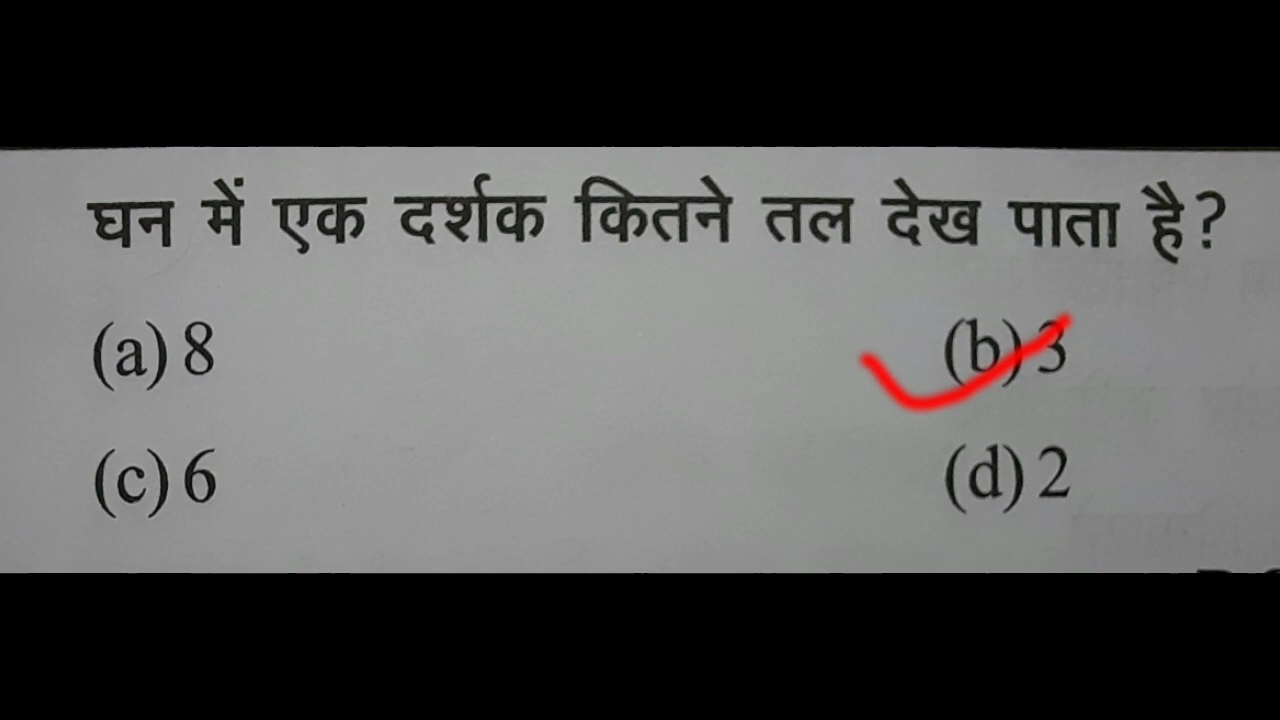 घन में एक दर्शक कितने तल देख पाता है?
(a) 8 (b) 3
(c) 6 (d) 2